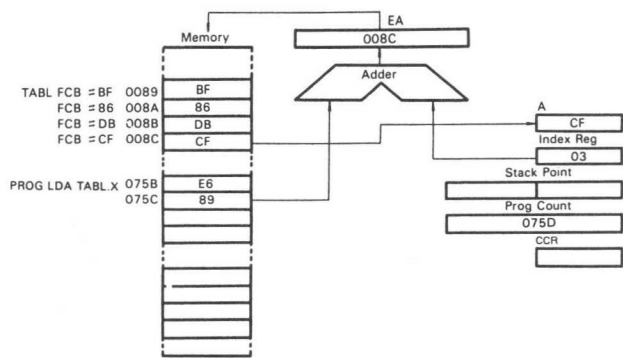 EA
Memory
008C
Adder
TABL FCB = BF 0089 BF
FCB = 86 008A 86
FCB = DB 008B DB
FCB = CF 008C CF
A
CF
Index Reg
03
Stack Point
PROG LDA TABL.X 075B E6
075C 89
Prog Count
075D
CCR